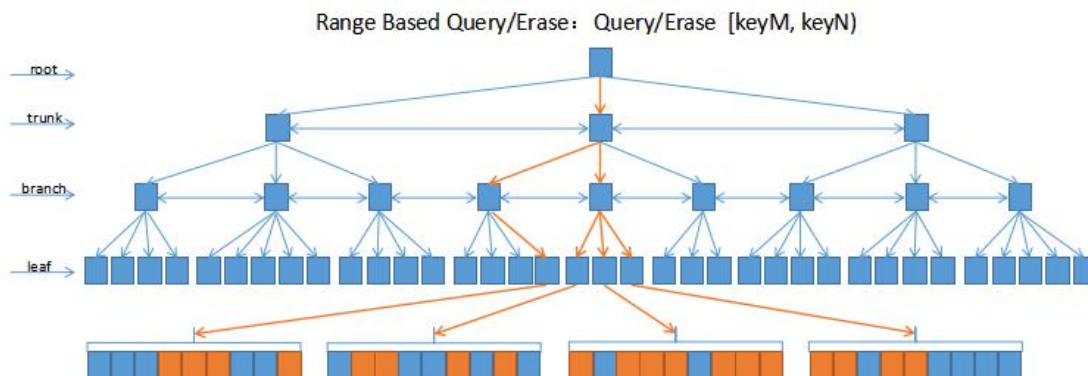 Range Based Query/Erase：Query/Erase [keyM, keyN)
root
trunk
branch
leaf